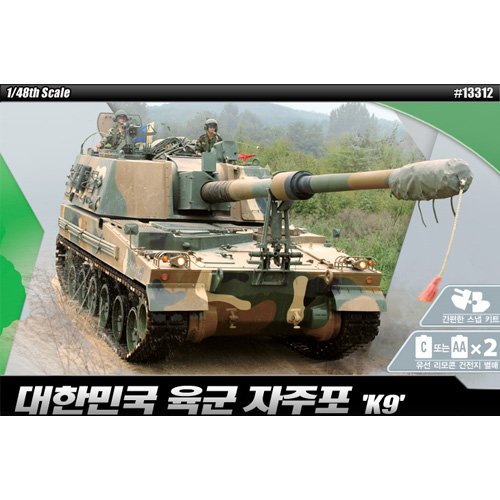 1/48th Scale
#13312
간편한 스냅 키트
C 또는 AA×2
유선 리모콘 건전지 별매
대한민국 육군 자주포 'K9'